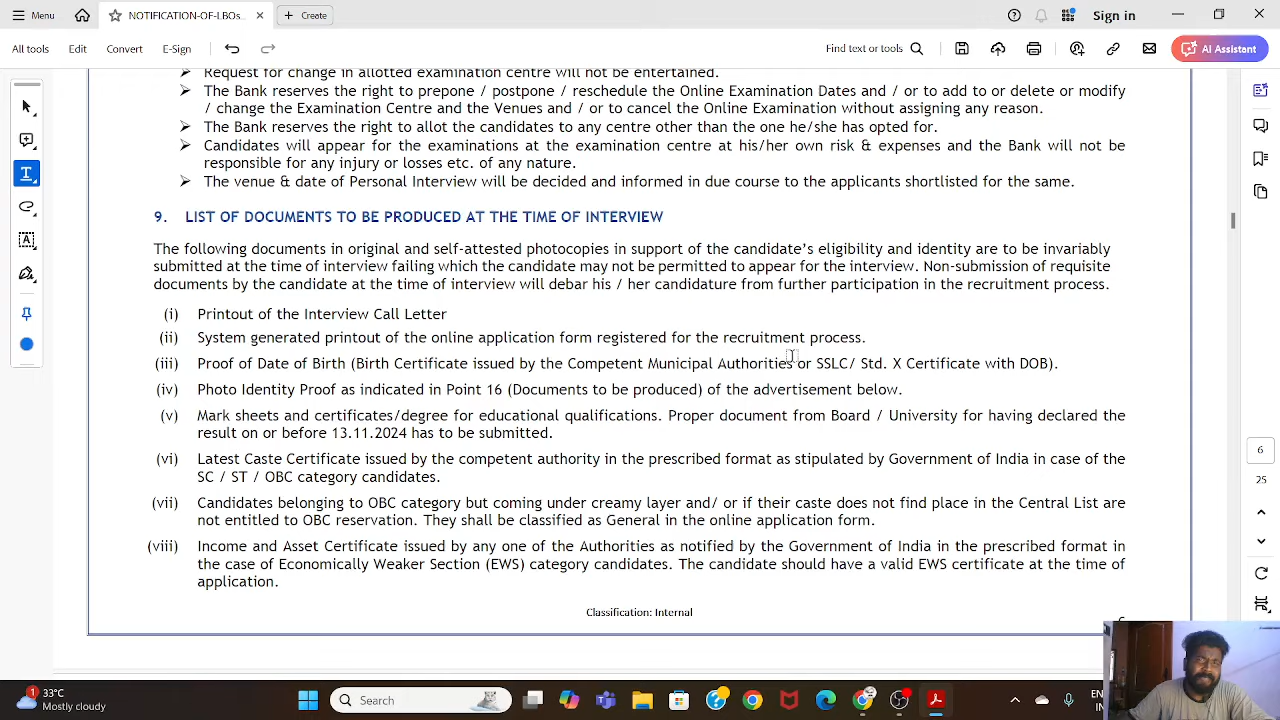 Menu
NOTIFICATION-OF-LBOs...
Create
Sign in
All tools
Edit
Convert
E-Sign
Find text or tools
AI Assistant
Request for change in allotted examination centre will not be entertained.
The Bank reserves the right to prepone / postpone / reschedule the Online Examination Dates and / or to add to or delete or modify
/ change the Examination Centre and the Venues and / or to cancel the Online Examination without assigning any reason.
The Bank reserves the right to allot the candidates to any centre other than the one he/she has opted for.
Candidates will appear for the examinations at the examination centre at his/her own risk & expenses and the Bank will not be
responsible for any injury or losses etc. of any nature.
The venue & date of Personal Interview will be decided and informed in due course to the applicants shortlisted for the same.
9. LIST OF DOCUMENTS TO BE PRODUCED AT THE TIME OF INTERVIEW
The following documents in original and self-attested photocopies in support of the candidate's eligibility and identity are to be invariably
submitted at the time of interview failing which the candidate may not be permitted to appear for the interview. Non-submission of requisite
documents by the candidate at the time of interview will debar his / her candidature from further participation in the recruitment process.
(i) Printout of the Interview Call Letter
(ii) System generated printout of the online application form registered for the recruitment process.
(iii) Proof of Date of Birth (Birth Certificate issued by the Competent Municipal Authorities or SSLC/ Std. X Certificate with DOB).
(iv) Photo Identity Proof as indicated in Point 16 (Documents to be produced) of the advertisement below.
(v) Mark sheets and certificates/degree for educational qualifications. Proper document from Board / University for having declared the
result on or before 13.11.2024 has to be submitted.
(vi) Latest Caste Certificate issued by the competent authority in the prescribed format as stipulated by Government of India in case of the
SC / ST / OBC category candidates.
(vii) Candidates belonging to OBC category but coming under creamy layer and/ or if their caste does not find place in the Central List are
not entitled to OBC reservation. They shall be classified as General in the online application form.
(viii) Income and Asset Certificate issued by any one of the Authorities as notified by the Government of India in the prescribed format in
the case of Economically Weaker Section (EWS) category candidates. The candidate should have a valid EWS certificate at the time of
application.
Classification: Internal
6
25
1
33°C
Mostly cloudy
Search
EN
IN